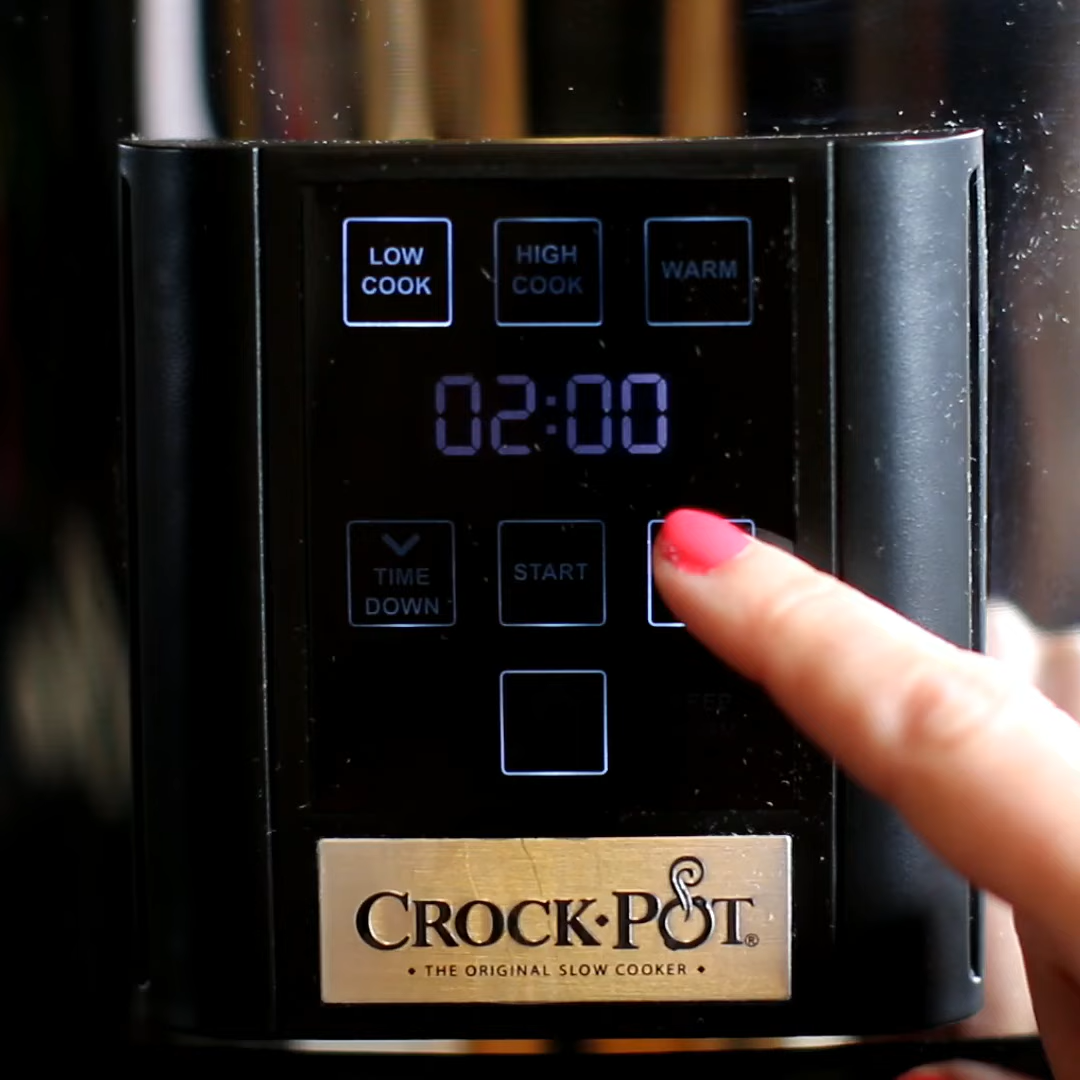 LOW
COOK
HIGH
COOK
WARM
02:00
TIME
DOWN
START
CROCK·POT®
• THE ORIGINAL SLOW COOKER •